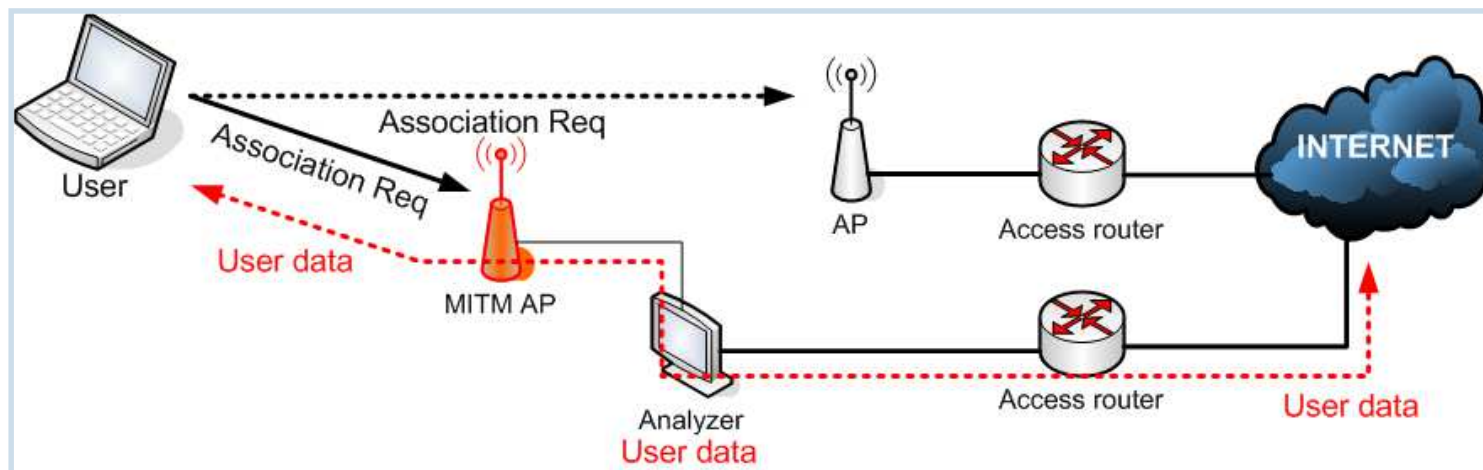 Association Req
Association Req
User
INTERNET
AP
Access router
User data
MITM AP
Analyzer
User data
Access router
User data